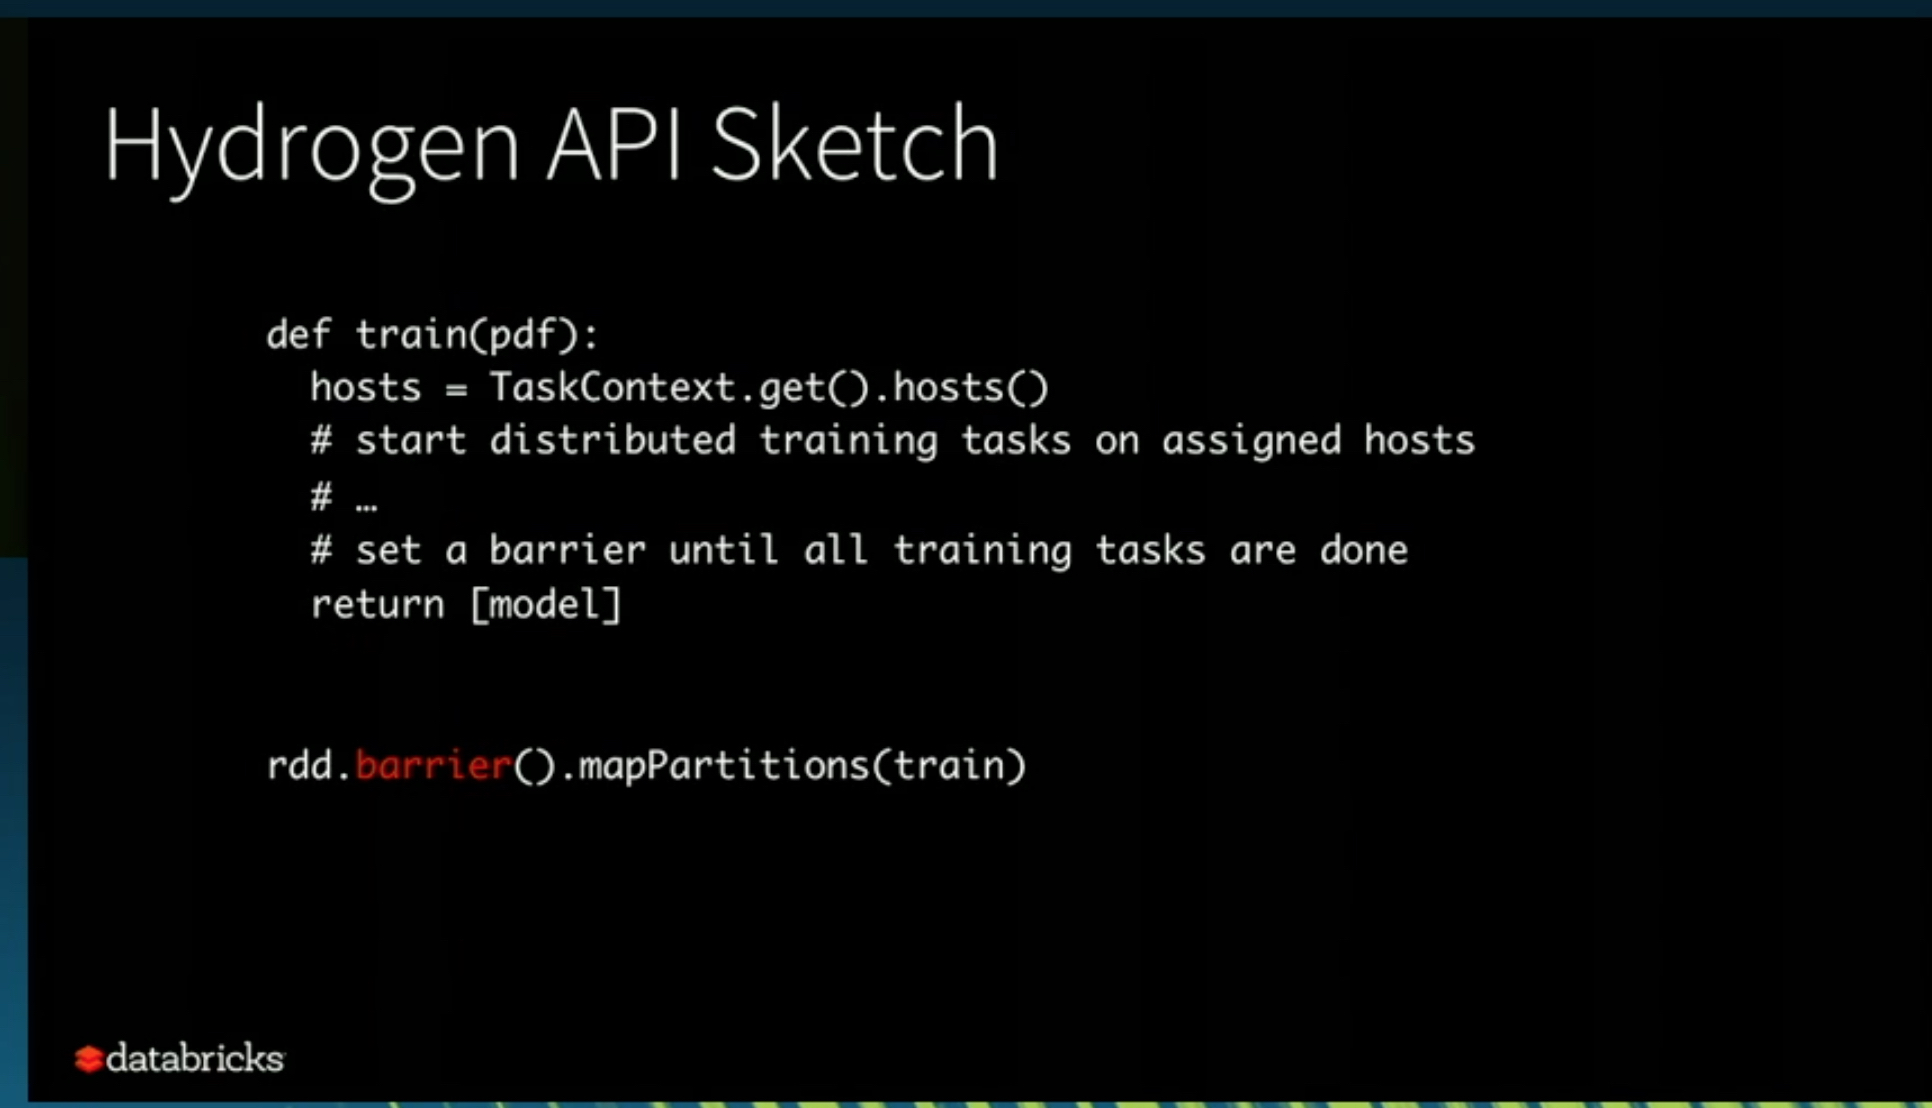 Hydrogen API Sketch
def train(pdf):
  hosts = TaskContext.get().hosts()
  # start distributed training tasks on assigned hosts
  # …
  # set a barrier until all training tasks are done
  return [model]
rdd.barrier().mapPartitions(train)
databricks